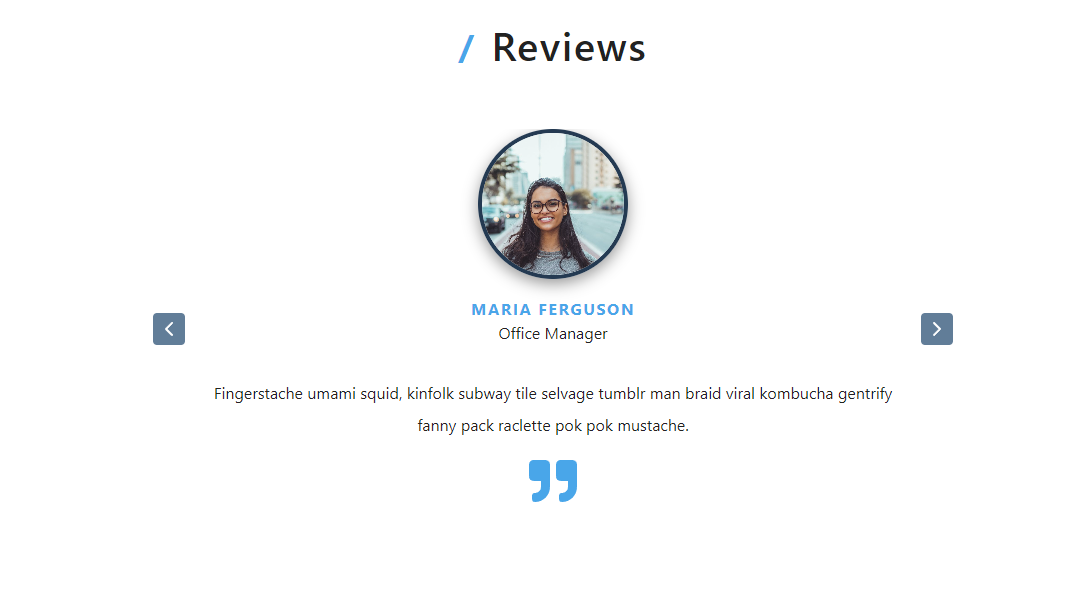 / Reviews
MARIA FERGUSON
Office Manager
Fingerstache umami squid, kinfolk subway tile selvage tumblr man braid viral kombucha gentrify
fanny pack raclette pok pok mustache.
”